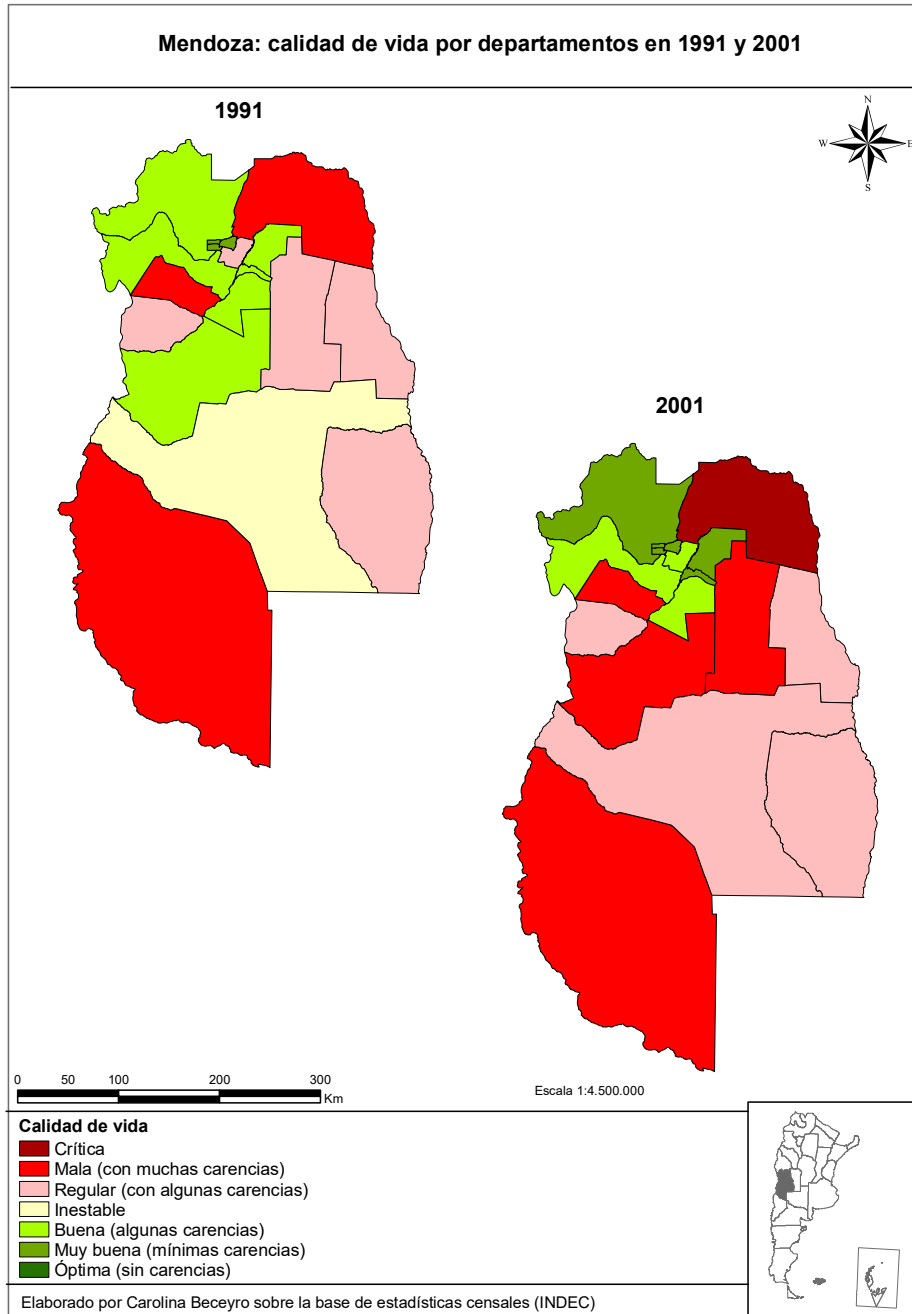 Mendoza: calidad de vida por departamentos en 1991 y 2001
1991
N
W
E
S
2001
0 50 100 200 300
Km
Escala 1:4.500.000
Calidad de vida
Crítica
Mala (con muchas carencias)
Regular (con algunas carencias)
Inestable
Buena (algunas carencias)
Muy buena (mínimas carencias)
Óptima (sin carencias)
Elaborado por Carolina Beceyro sobre la base de estadísticas censales (INDEC)